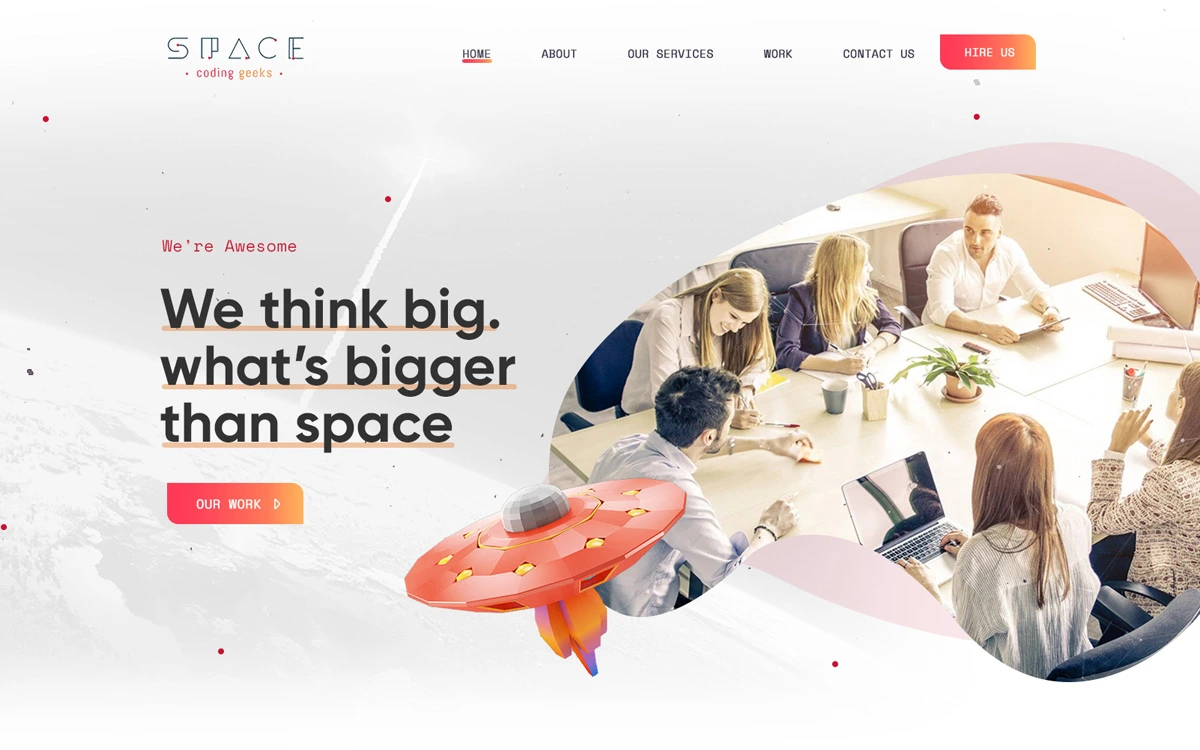 SPACE
• coding geeks •
HOME ABOUT OUR SERVICES WORK CONTACT US HIRE US
We're Awesome
We think big.
what's bigger
than space
OUR WORK